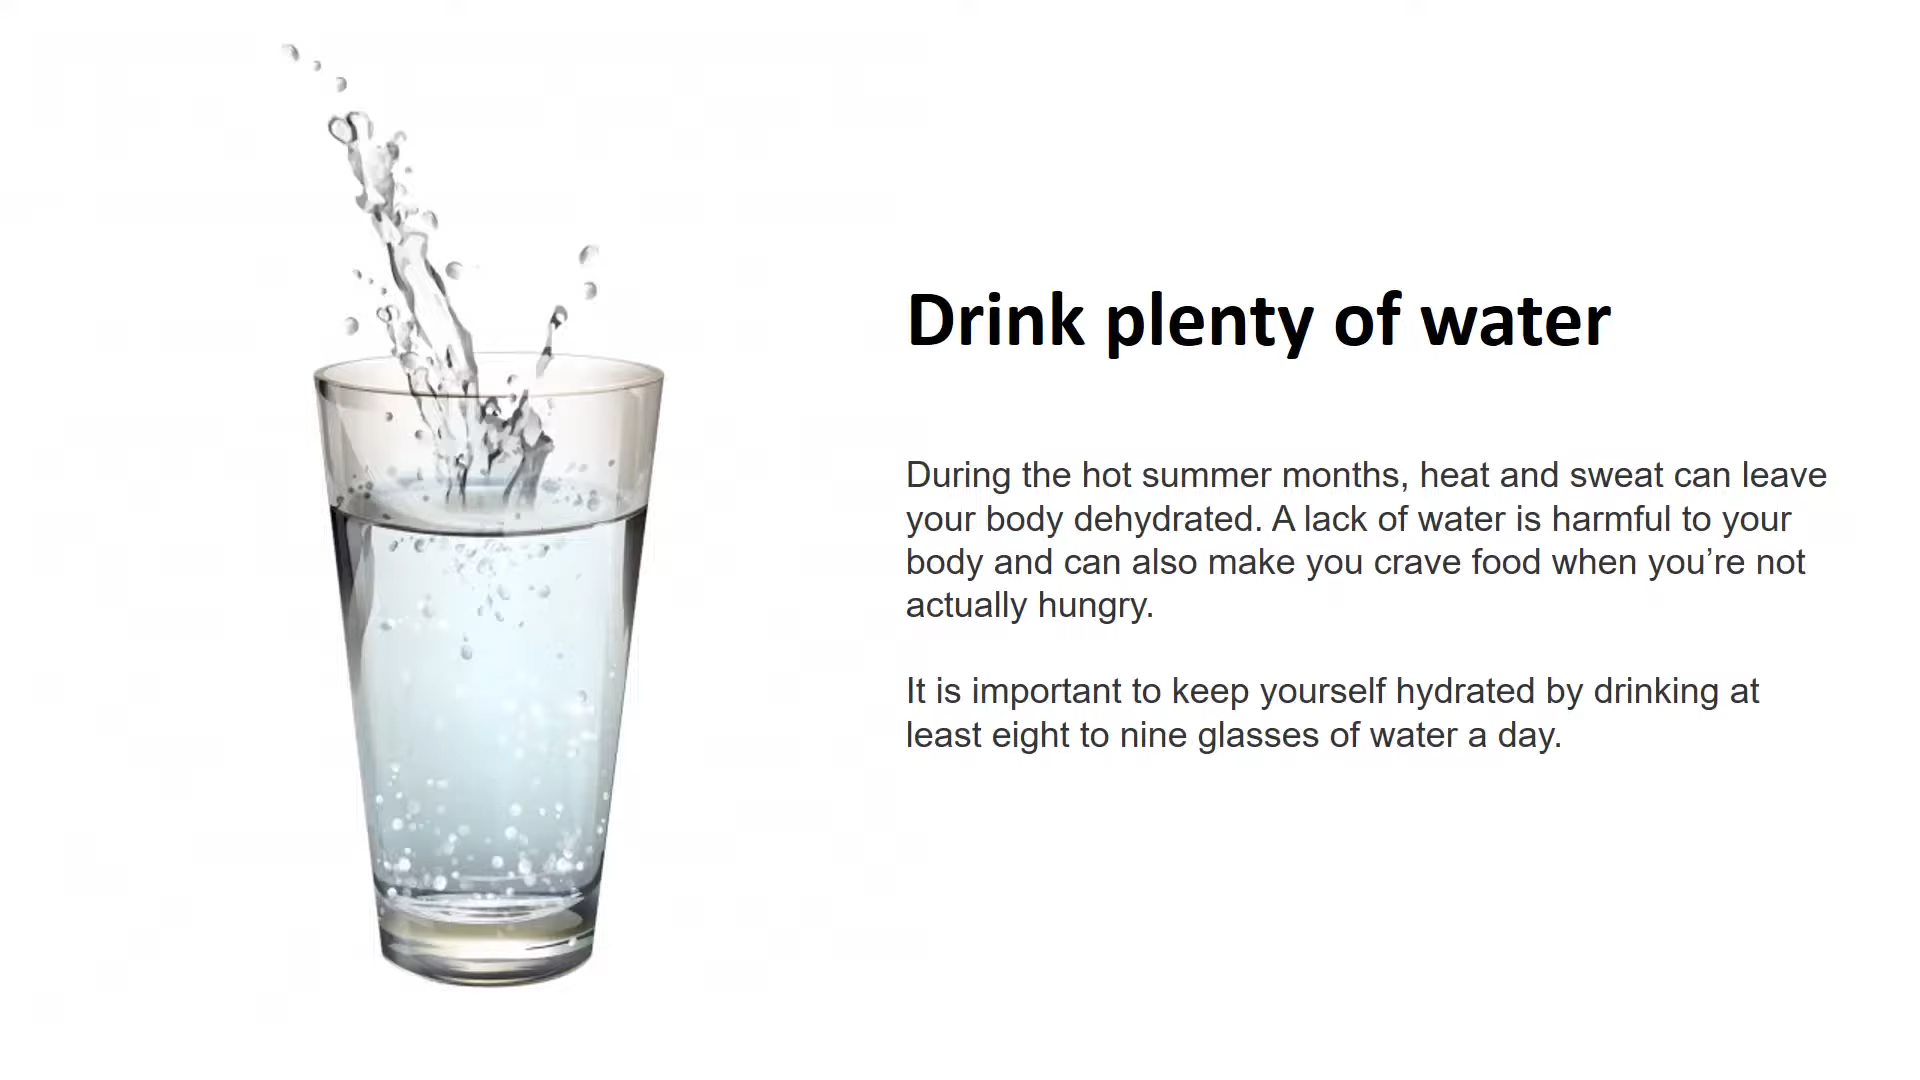 Drink plenty of water
During the hot summer months, heat and sweat can leave
your body dehydrated. A lack of water is harmful to your
body and can also make you crave food when you’re not
actually hungry.
It is important to keep yourself hydrated by drinking at
least eight to nine glasses of water a day.